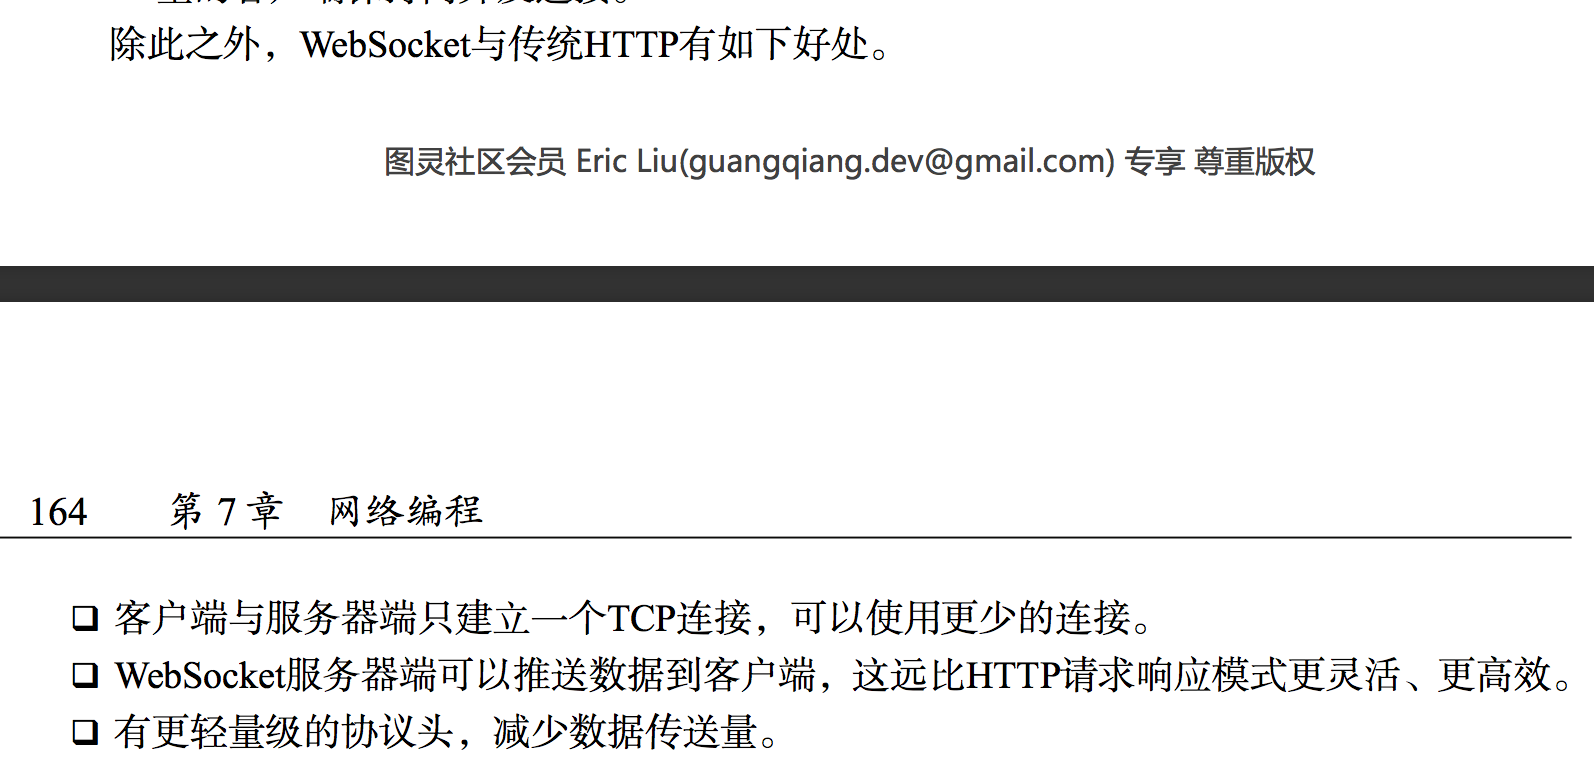 除此之外，WebSocket与传统HTTP有如下好处。
图灵社区会员 Eric Liu(guangqiang.dev@gmail.com) 专享 尊重版权
164 第 7 章 网络编程
❑ 客户端与服务器端只建立一个TCP连接，可以使用更少的连接。
❑ WebSocket服务器端可以推送数据到客户端，这远比HTTP请求响应模式更灵活、更高效。
❑ 有更轻量级的协议头，减少数据传送量。